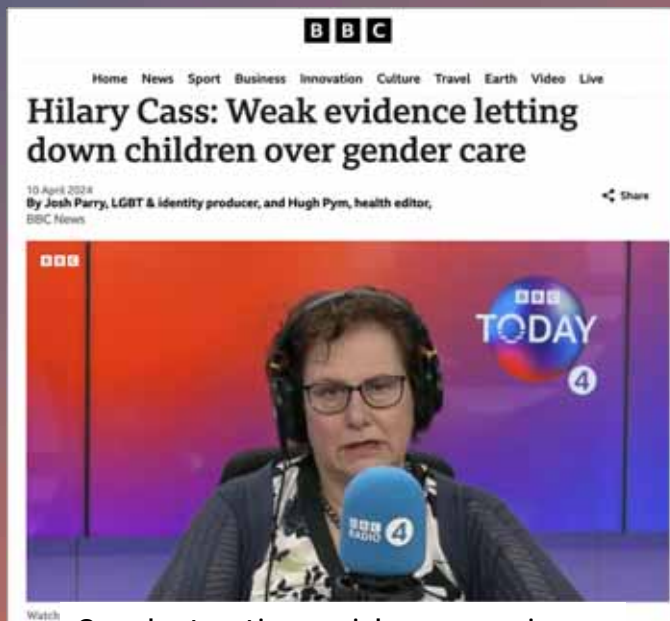 BBC
Home News Sport Business Innovation Culture Travel Earth Video Live
Hilary Cass: Weak evidence letting
down children over gender care
10 April 2024
Share
By Josh Parry, LGBT & identity producer, and Hugh Pym, health editor,
BBC News
BBC
BBC
TODAY
4
BBC
RADIO 4
Watch